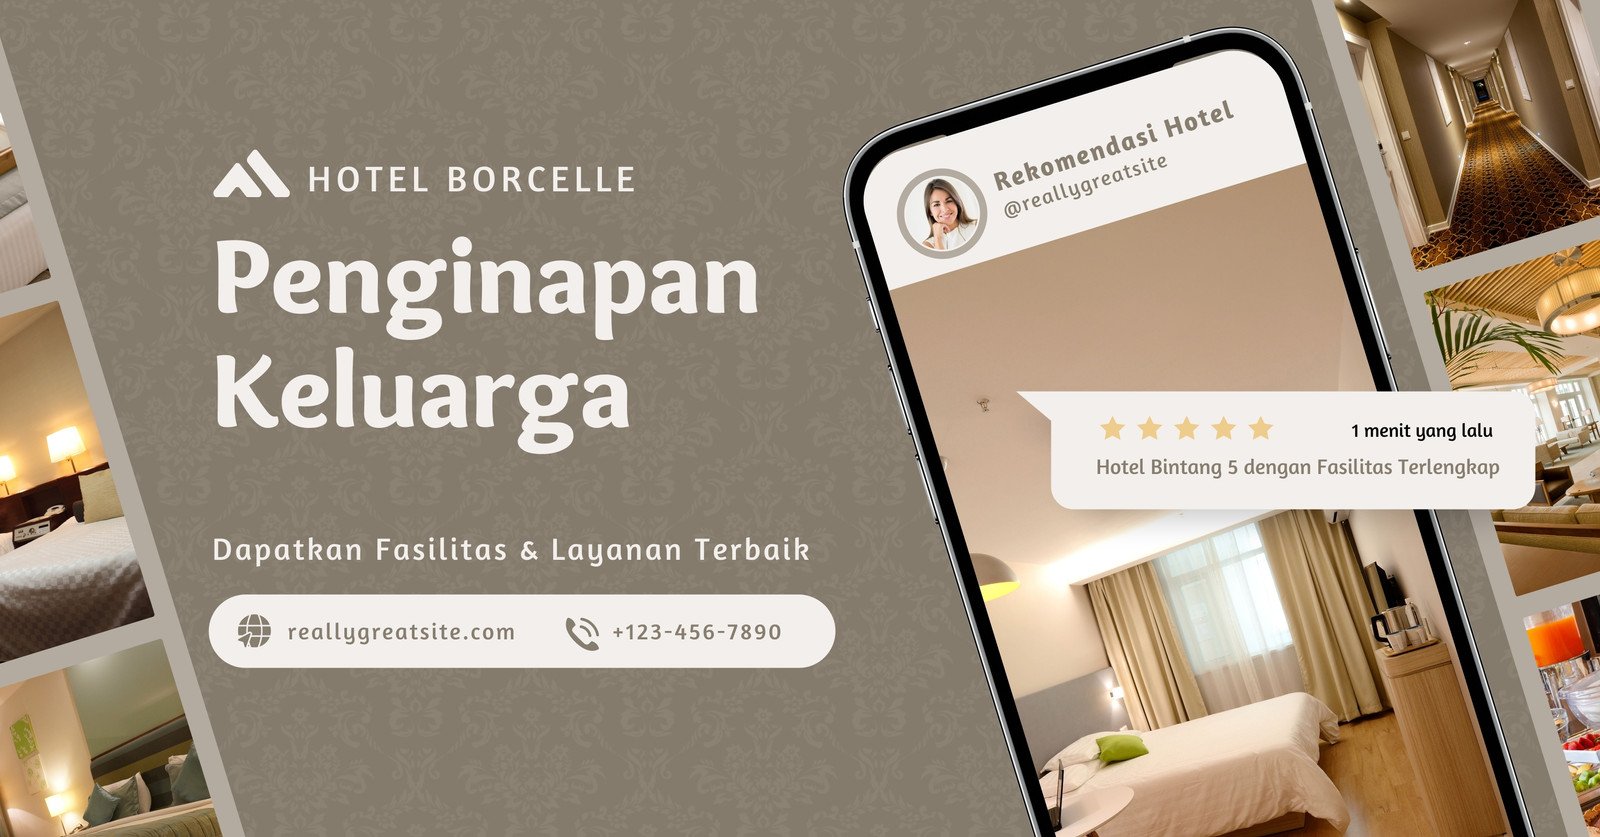 HOTEL BORCELLE
Penginapan
Keluarga
Dapatkan Fasilitas & Layanan Terbaik
reallygreatsite.com
+123-456-7890
Rekomendasi Hotel
@reallygreatsite
1 menit yang lalu
Hotel Bintang 5 dengan Fasilitas Terlengkap